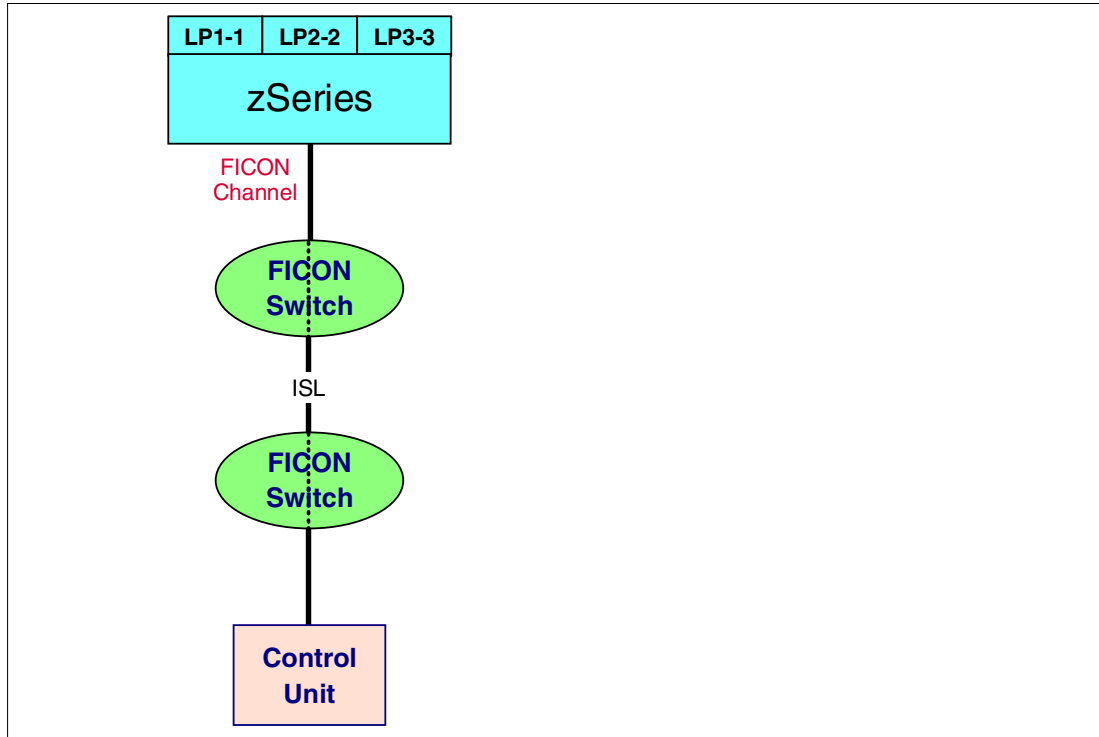 LP1-1 LP2-2 LP3-3
zSeries
FICON
Channel
FICON
Switch
ISL
FICON
Switch
Control
Unit